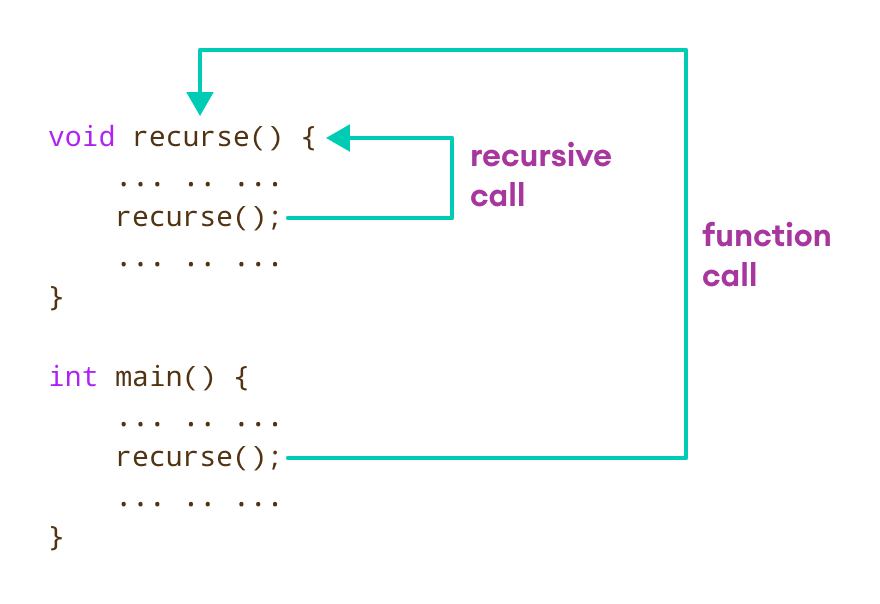 void recurse() {
    ... .. ...
    recurse();
    ... .. ...
}
recursive
call
function
call
int main() {
    ... .. ...
    recurse();
    ... .. ...
}